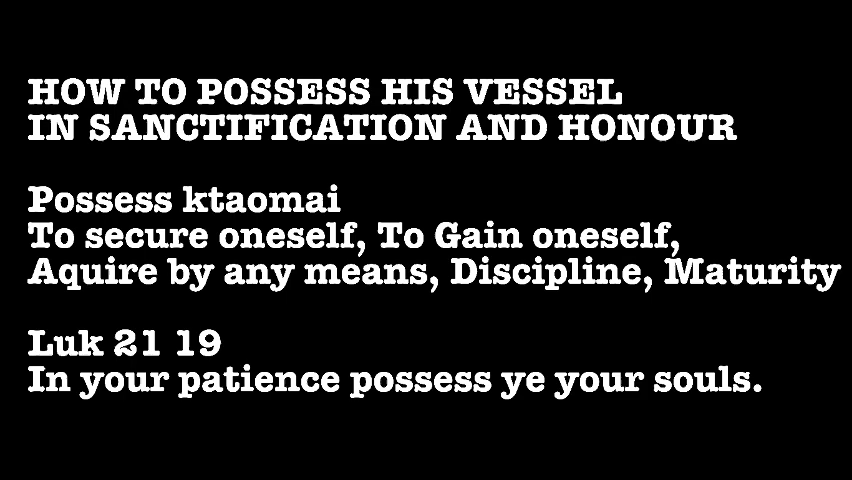 HOW TO POSSESS HIS VESSEL
IN SANCTIFICATION AND HONOUR
Possess ktaomai
To secure oneself, To Gain oneself,
Aquire by any means, Discipline, Maturity
Luk 21 19
In your patience possess ye your souls.